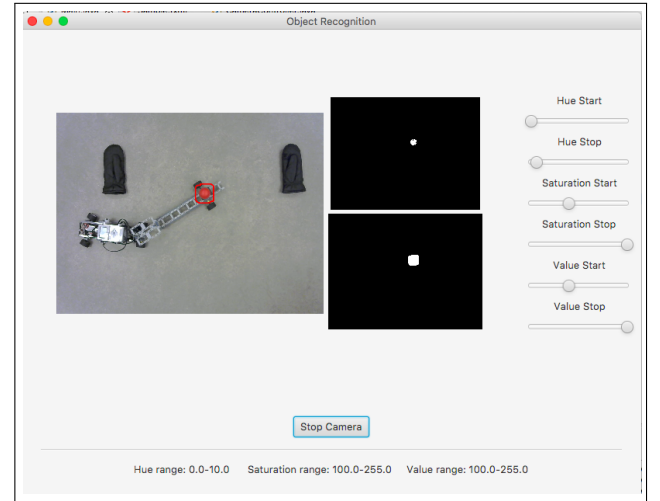 Object Recognition
Hue Start
Hue Stop
Saturation Start
Saturation Stop
Value Start
Value Stop
Stop Camera
Hue range: 0.0-10.0 Saturation range: 100.0-255.0 Value range: 100.0-255.0